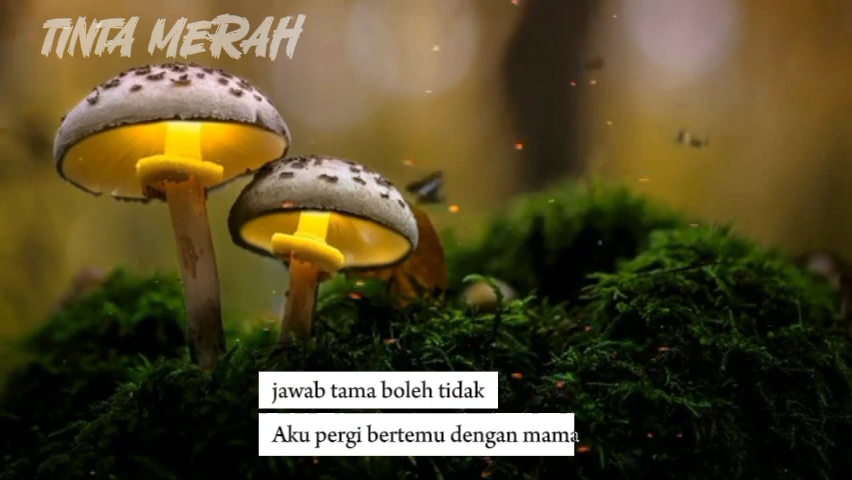 TINTA MERAH
jawab tama boleh tidak
Aku pergi bertemu dengan mama